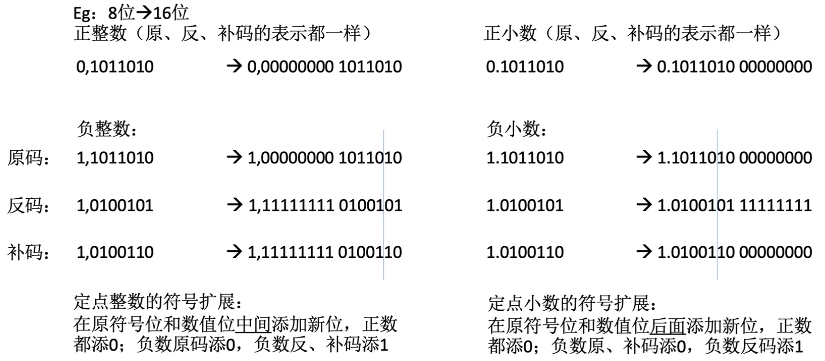 Eg：8位→16位
正整数（原、反、补码的表示都一样）	正小数（原、反、补码的表示都一样）
0,1011010 → 0,00000000 1011010	0.1011010 → 0.1011010 00000000
负整数：	负小数：
原码： 1,1011010 → 1,00000000 1011010	1.1011010 → 1.1011010 00000000
反码： 1,0100101 → 1,11111111 0100101	1.0100101 → 1.0100101 11111111
补码： 1,0100110 → 1,11111111 0100110	1.0100110 → 1.0100110 00000000
定点整数的符号扩展：
在原符号位和数值位中间添加新位，正数
都添0；负数原码添0，负数反、补码添1
定点小数的符号扩展：
在原符号位和数值位后面添加新位，正数
都添0；负数原、补码添0，负数反码添1